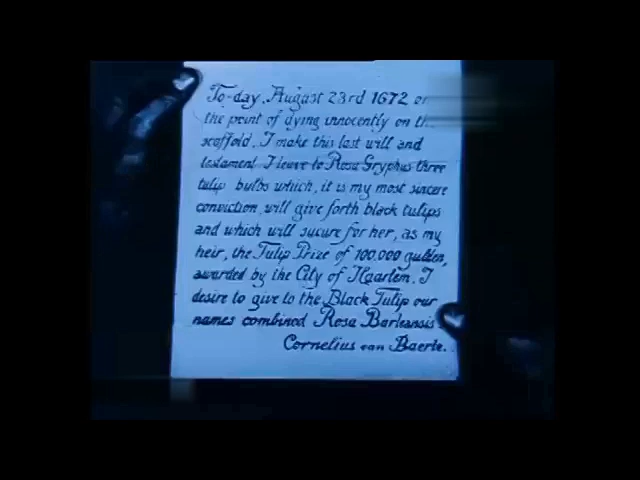 To-day, August 23rd 1672 on
the point of dying innocently on th
scaffold, I make this last will and
testament. I leave to Rosa Gryphus three
tulip bulbs which, it is my most sincere
conviction, will give forth black tulips
and which will sucure for her, as my
heir, the Tulip Prize of 100.000 gulden,
awarded by the City of Haarlem. I
desire to give to the Black Tulip our
names combined Rosa Barleansis.
Cornelius van Baerle.